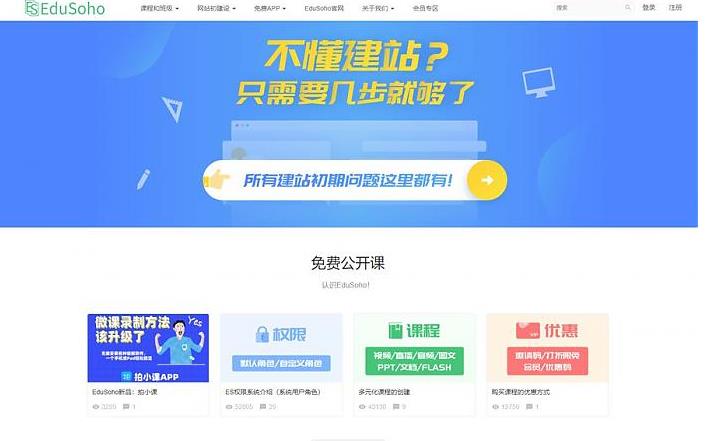 EduSoho
课程和班级
网站初建设
免费APP
EduSoho官网
关于我们
会员专区
搜索
登录
注册
不懂建站？
只需要几步就够了
所有建站初期问题这里都有!
免费公开课
认识EduSoho!
微课录制方法
该升级了
Yes
拍小课APP
权限
默认角色/自定义角色
课程
视频/直播/音频/图文
PPT/文档/FLASH
优惠
邀请码/打折限免
会员/优惠码
EduSoho新品：拍小课
1
ES权限系统介绍（系统用户角色）
多元化课程的创建
9
购买课程的优惠方式
1